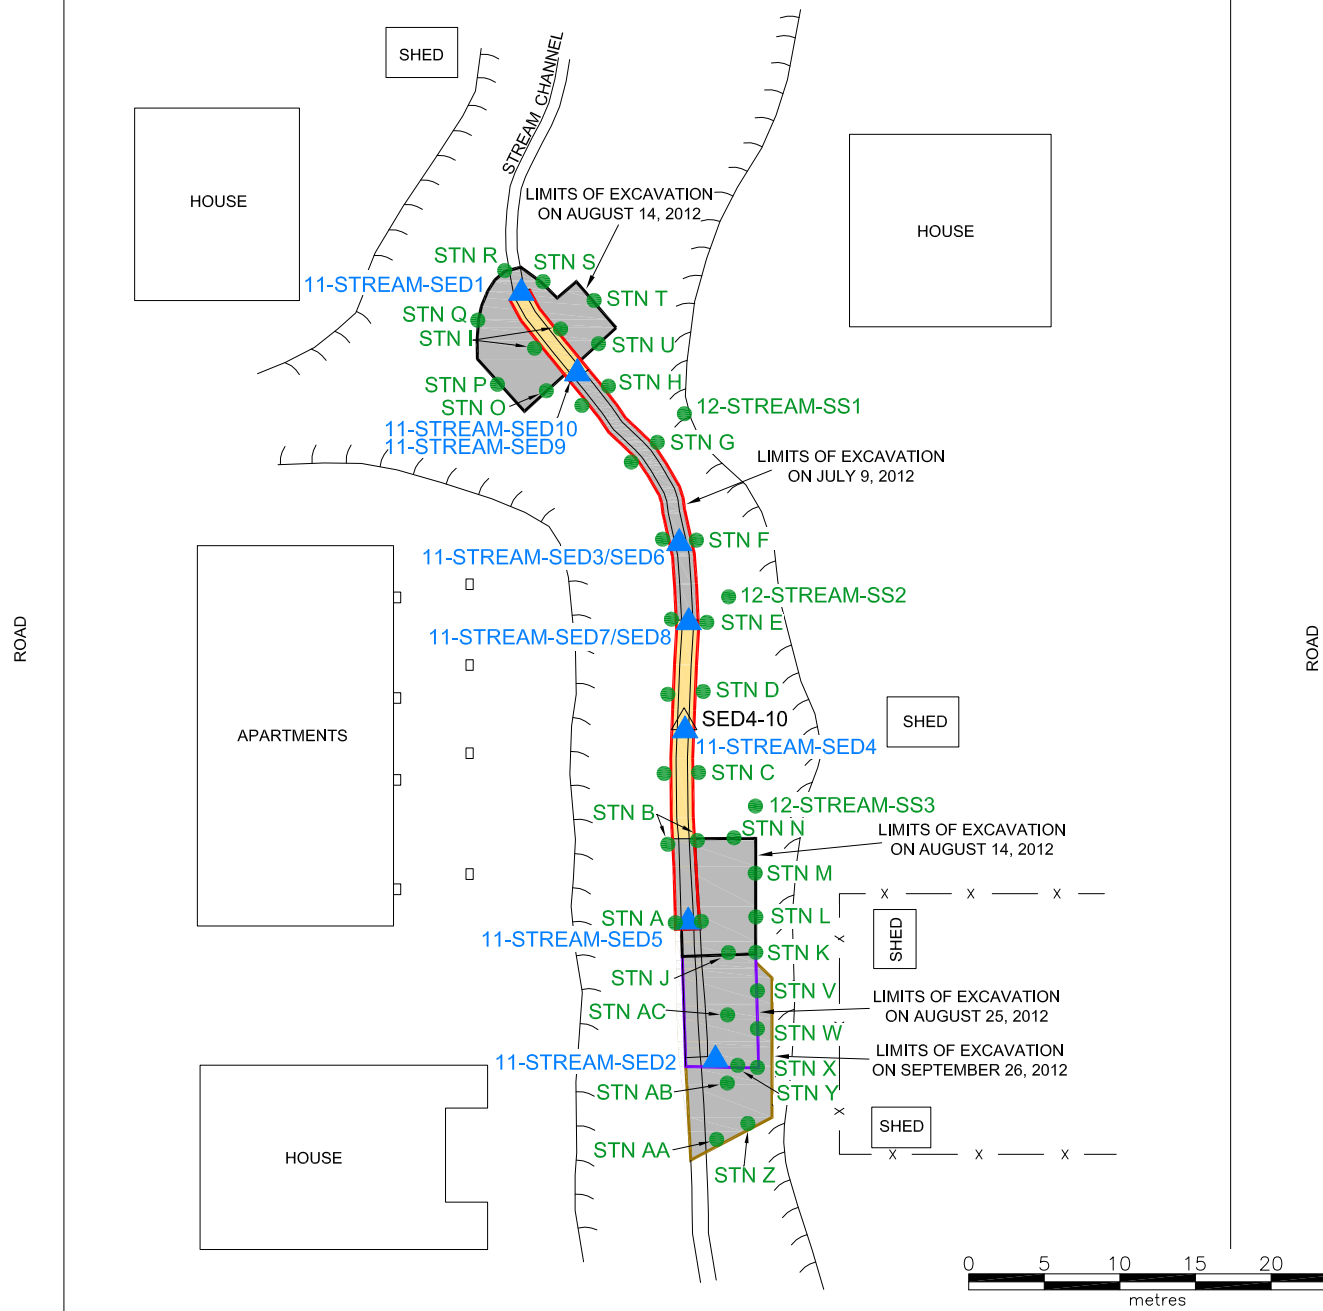 SHED
STREAM CHANNEL
HOUSE
LIMITS OF EXCAVATION
ON AUGUST 14, 2012
HOUSE
STN R
STN S
11-STREAM-SED1
STN T
STN Q
STN I
STN U
STN P
STN H
STN O
12-STREAM-SS1
11-STREAM-SED10
11-STREAM-SED9
STN G
LIMITS OF EXCAVATION
ON JULY 9, 2012
STN F
11-STREAM-SED3/SED6
12-STREAM-SS2
STN E
11-STREAM-SED7/SED8
ROAD
ROAD
STN D
SED4-10
SHED
APARTMENTS
11-STREAM-SED4
STN C
12-STREAM-SS3
STN B
STN N
LIMITS OF EXCAVATION
ON AUGUST 14, 2012
STN M
X X X
STN A
STN L
SHED
11-STREAM-SED5
X
STN K
STN J
STN V
LIMITS OF EXCAVATION
ON AUGUST 25, 2012
STN AC
STN W
X
LIMITS OF EXCAVATION
ON SEPTEMBER 26, 2012
11-STREAM-SED2
STN X
STN AB
STN Y
X
SHED
STN AA
X X X
HOUSE
STN Z
0 5 10 15 20
metres